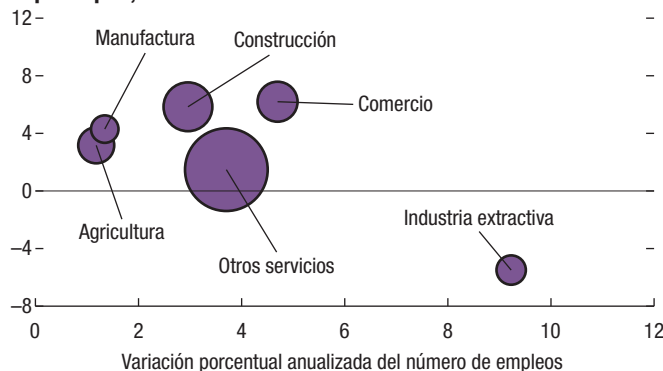 12
Manufactura
Construcción
8
Comercio
4
0
Agricultura
Industria extractiva
Otros servicios
–4
–8
0 2 4 6 8 10 12
Variación porcentual anualizada del número de empleos